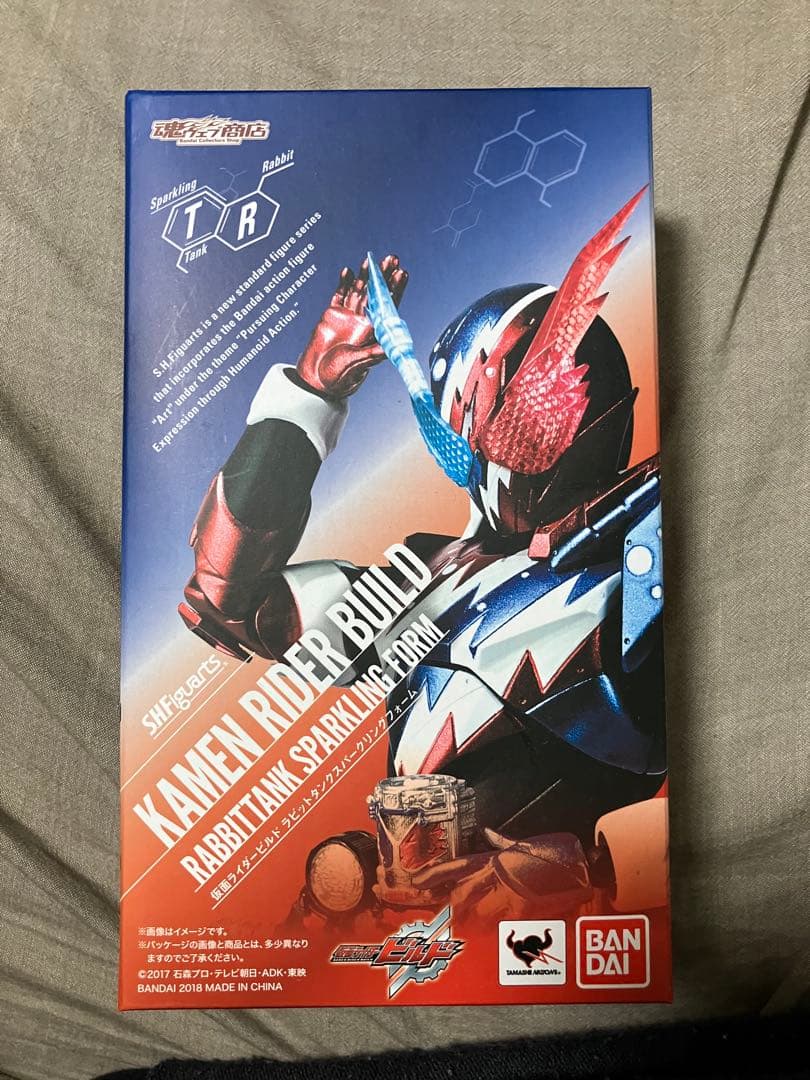 魂ウェブ商店
Bandai Collectors Shop
Sparkling
Rabbit
T R
Tank
S.H.Figuarts is a new standard figure series
that incorporates the Bandai action figure
"Art" under the theme "Pursuing Character
Expression through Humanoid Action."
S.H.Figuarts
KAMEN RIDER BUILD
RABBITTANK SPARKLING FORM
仮面ライダービルド ラビットタンクスパークリングフォーム
※画像はイメージです。
※パッケージの画像と商品とは、多少異なり
ますのでご了承ください。
©2017 石森プロ・テレビ朝日・ADK・東映
BANDAI 2018 MADE IN CHINA
仮面ライダー
ビルド
TAMASHII NATIONS
BAN
DAI